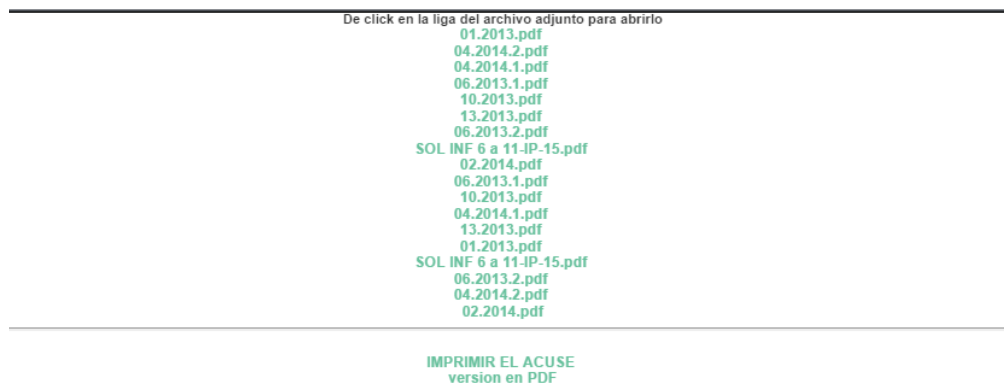 De click en la liga del archivo adjunto para abrirlo
01.2013.pdf
04.2014.2.pdf
04.2014.1.pdf
06.2013.1.pdf
10.2013.pdf
13.2013.pdf
06.2013.2.pdf
SOL INF 6 a 11-IP-15.pdf
02.2014.pdf
06.2013.1.pdf
10.2013.pdf
04.2014.1.pdf
13.2013.pdf
01.2013.pdf
SOL INF 6 a 11-IP-15.pdf
06.2013.2.pdf
04.2014.2.pdf
02.2014.pdf
IMPRIMIR EL ACUSE
version en PDF